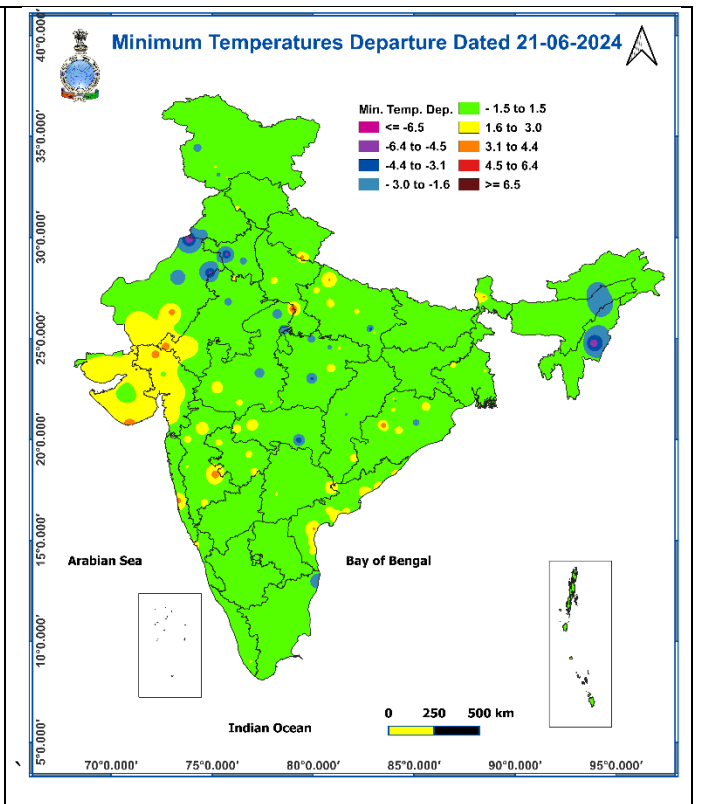 Minimum Temperatures Departure Dated 21-06-2024
Min. Temp. Dep.
<= -6.5
-6.4 to -4.5
-4.4 to -3.1
- 3.0 to -1.6
- 1.5 to 1.5
1.6 to 3.0
3.1 to 4.4
4.5 to 6.4
>= 6.5
40°0.000'
35°0.000'
30°0.000'
25°0.000'
20°0.000'
15°0.000'
10°0.000'
5°0.000'
Arabian Sea
Bay of Bengal
Indian Ocean
0 250 500 km
70°0.000' 75°0.000' 80°0.000' 85°0.000' 90°0.000' 95°0.000'